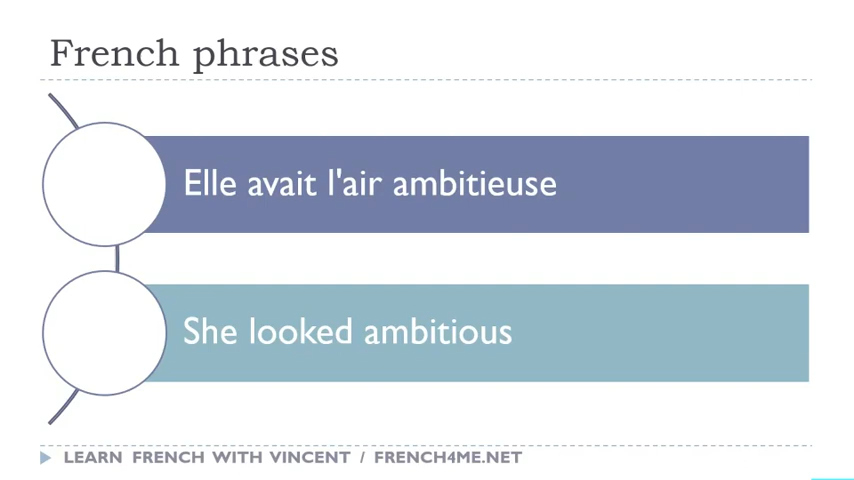 French phrases
Elle avait l'air ambitieuse
She looked ambitious
LEARN FRENCH WITH VINCENT / FRENCH4ME.NET